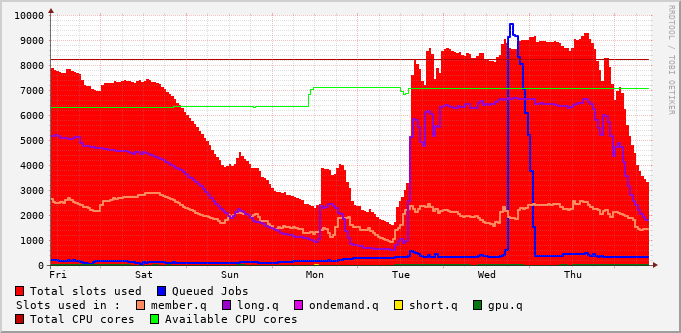 RRDTOOL / TOBI OETIKER
10000
9000
8000
7000
6000
5000
4000
3000
2000
1000
0
Fri Sat Sun Mon Tue Wed Thu
Total slots used Queued Jobs
Slots used in : member.q long.q ondemand.q short.q gpu.q
Total CPU cores Available CPU cores